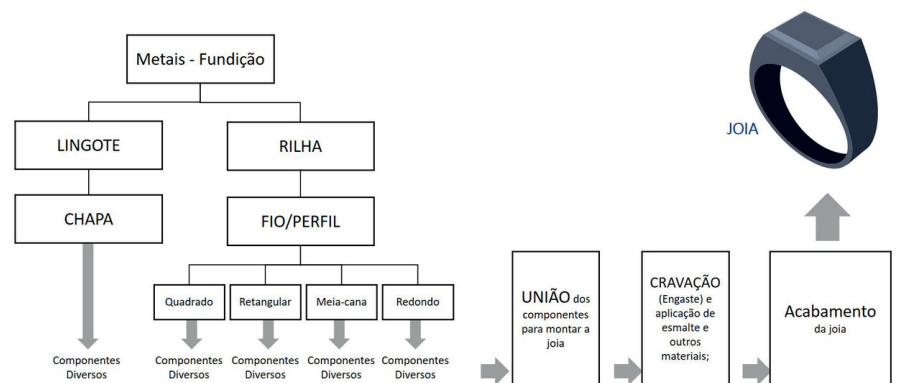 Metais - Fundição
JOIA
LINGOTE
RILHA
CHAPA
FIO/PERFIL
Quadrado
Retangular
Meia-cana
Redondo
UNIÃO dos
componentes
para montar a
joia
CRAVAÇÃO
(Engaste) e
aplicação de
esmalte e
outros
materiais;
Acabamento
da joia
Componentes
Diversos
Componentes
Diversos
Componentes
Diversos
Componentes
Diversos
Componentes
Diversos